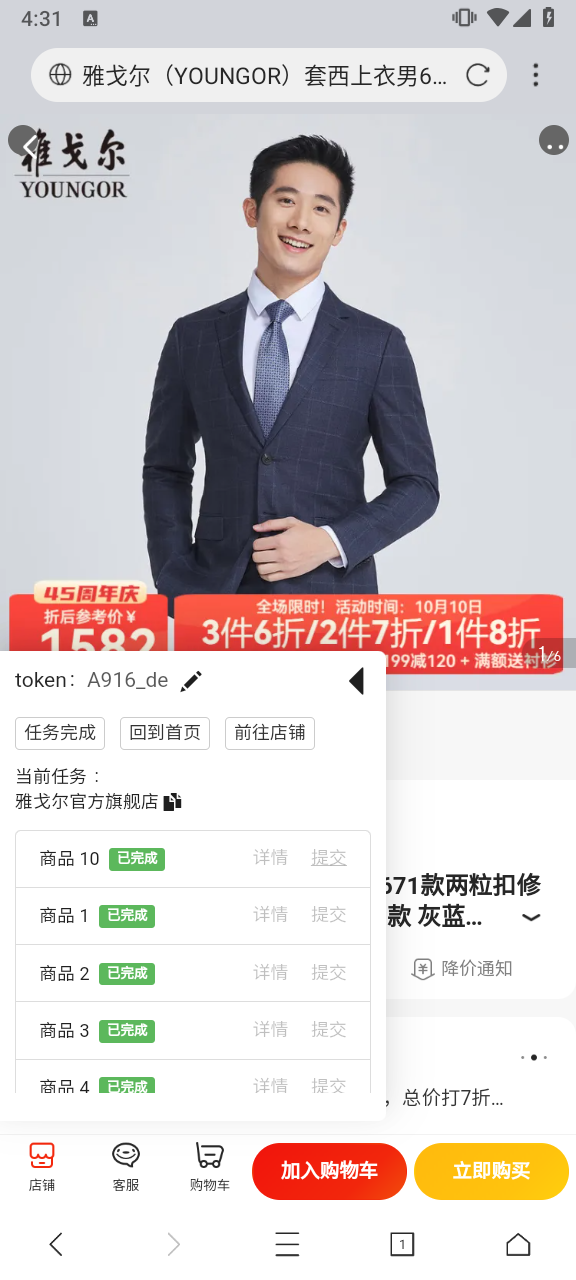 4:31
A
雅戈尔（YOUNGOR）套西上衣男6...
雅戈尔
YOUNGOR
45周年庆
折后参考价￥
1582
全场限时！活动时间：10月10日
3件6折/2件7折/1件8折
199减120 + 满额送衬衫
1/6
token： A916_de
任务完成
回到首页
前往店铺
当前任务：
雅戈尔官方旗舰店
商品 10 已完成 详情 提交
商品 1 已完成 详情 提交
商品 2 已完成 详情 提交
商品 3 已完成 详情 提交
商品 4 已完成 详情 提交
671款两粒扣修
款 灰蓝...
降价通知
，总价打7折...
店铺
客服
购物车
加入购物车
立即购买
1